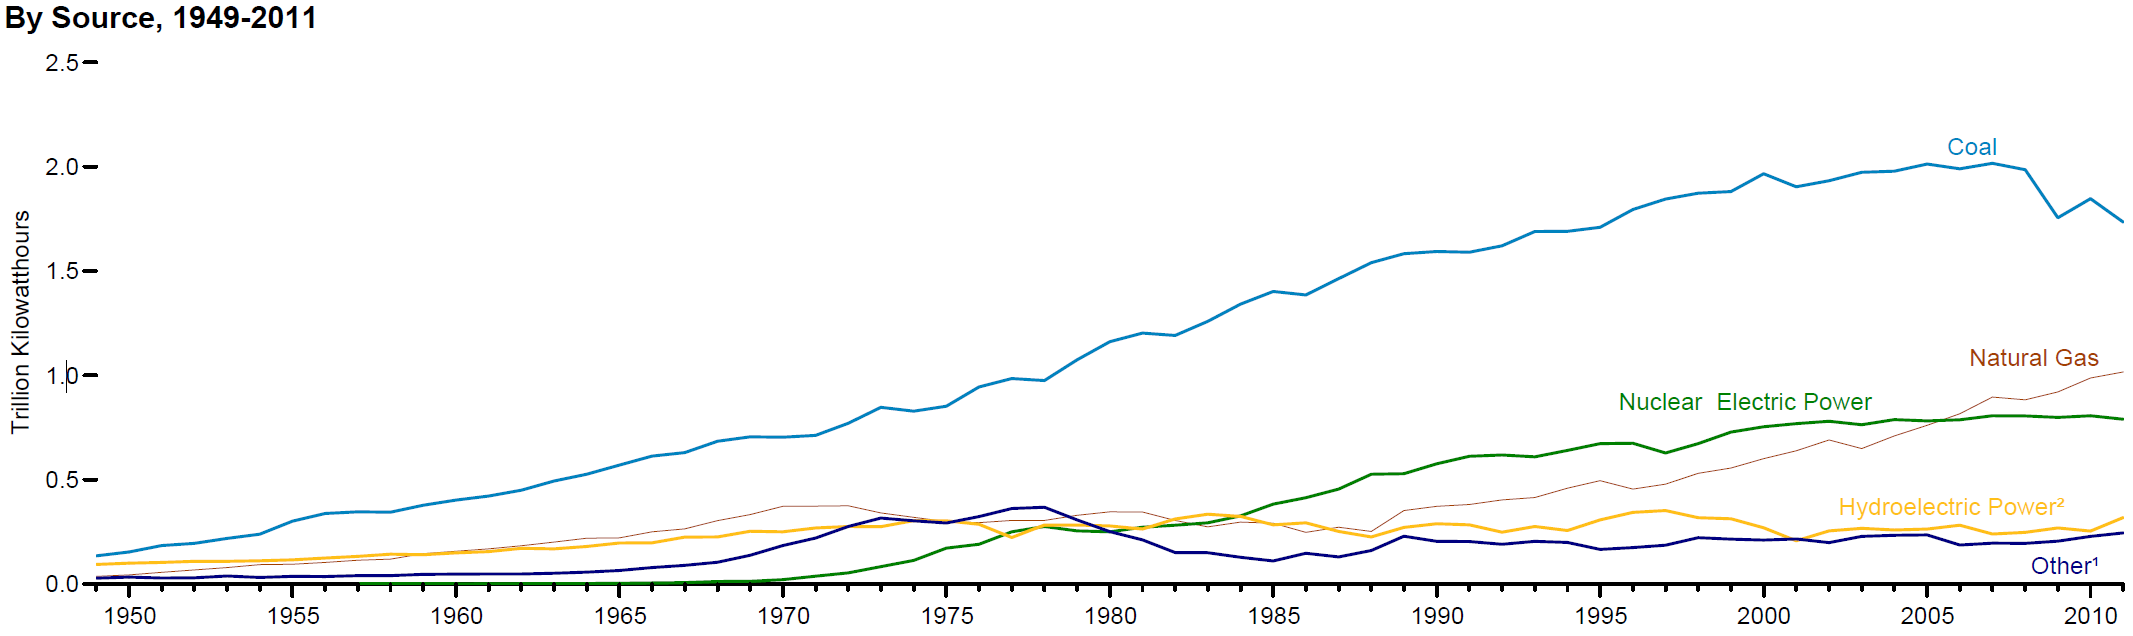 By Source, 1949-2011
2.5
2.0
Coal
1.5
Trillion Kilowatthours
1.0
Natural Gas
Nuclear  Electric Power
0.5
Hydroelectric Power²
Other¹
0.0
1950 1955 1960 1965 1970 1975 1980 1985 1990 1995 2000 2005 2010